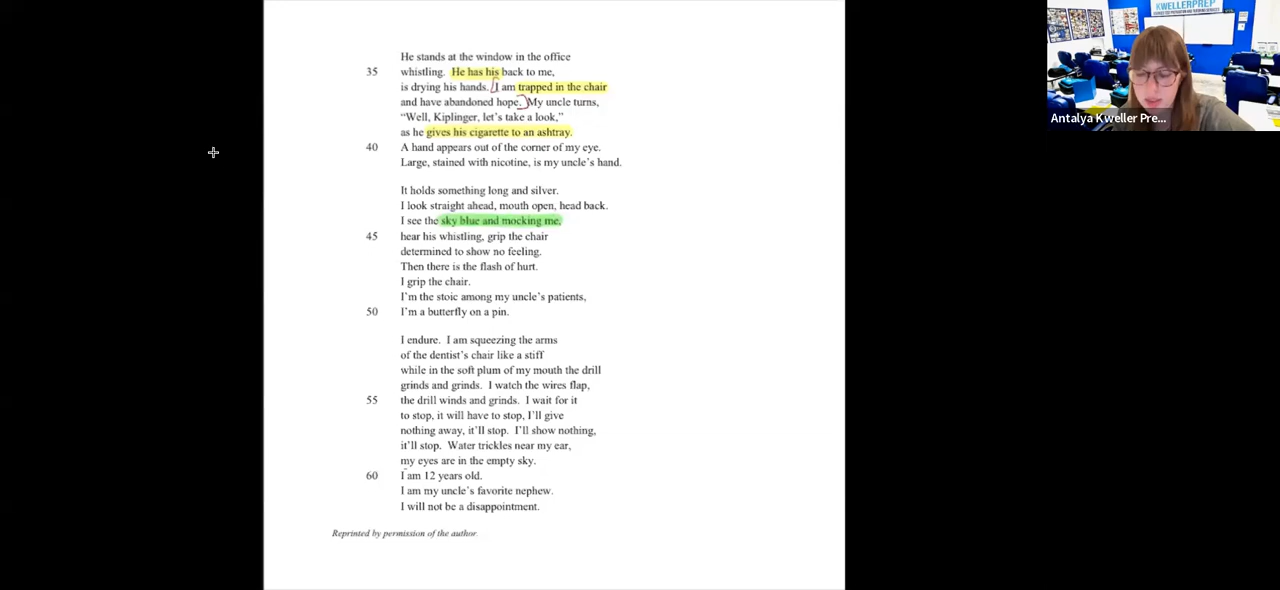 He stands at the window in the office
35 whistling. He has his back to me,
is drying his hands. I am trapped in the chair
and have abandoned hope. My uncle turns,
“Well, Kiplinger, let’s take a look,”
as he gives his cigarette to an ashtray.
40 A hand appears out of the corner of my eye.
Large, stained with nicotine, is my uncle’s hand.
It holds something long and silver.
I look straight ahead, mouth open, head back.
I see the sky blue and mocking me,
45 hear his whistling, grip the chair
determined to show no feeling.
Then there is the flash of hurt.
I grip the chair.
I’m the stoic among my uncle’s patients,
50 I’m a butterfly on a pin.
I endure. I am squeezing the arms
of the dentist’s chair like a stiff
while in the soft plum of my mouth the drill
grinds and grinds. I watch the wires flap,
55 the drill winds and grinds. I wait for it
to stop, it will have to stop, I’ll give
nothing away, it’ll stop. I’ll show nothing,
it’ll stop. Water trickles near my ear,
my eyes are in the empty sky.
60 I am 12 years old.
I am my uncle’s favorite nephew.
I will not be a disappointment.
Reprinted by permission of the author.
KWELLERPREP
Antalya Kweller Pre...